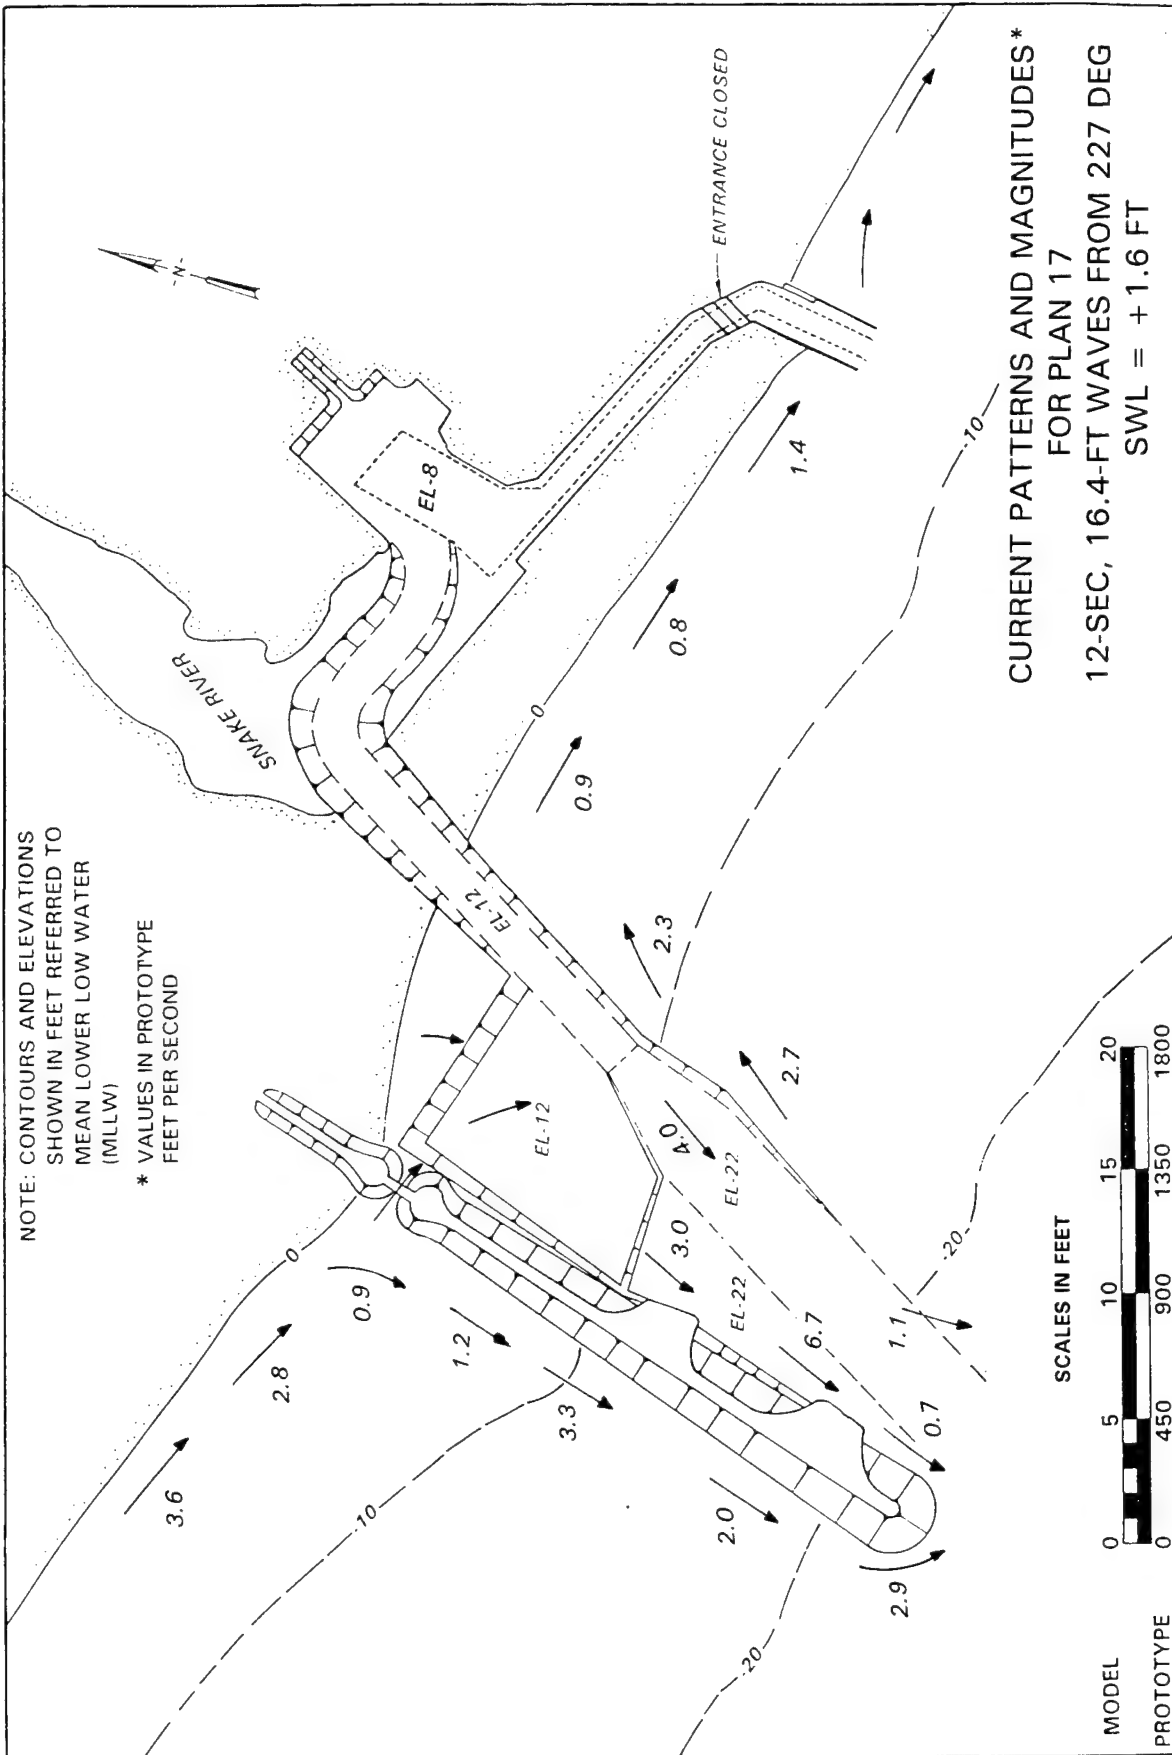 NOTE: CONTOURS AND ELEVATIONS
SHOWN IN FEET REFERRED TO
MEAN LOWER LOW WATER
(MLLW)
* VALUES IN PROTOTYPE
FEET PER SECOND
SNAKE RIVER
-N-
EL-8
ENTRANCE CLOSED
EL-12
EL-12
EL-22
EL-22
0
0
-10
-10
-20
-20
3.6
2.8
0.9
1.2
3.3
2.0
2.9
0.7
6.7
3.0
4.0
1.1
2.7
2.3
0.9
0.8
1.4
SCALES IN FEET
MODEL 0 5 10 15 20
PROTOTYPE 0 450 900 1350 1800
CURRENT PATTERNS AND MAGNITUDES*
FOR PLAN 17
12-SEC, 16.4-FT WAVES FROM 227 DEG
SWL = +1.6 FT